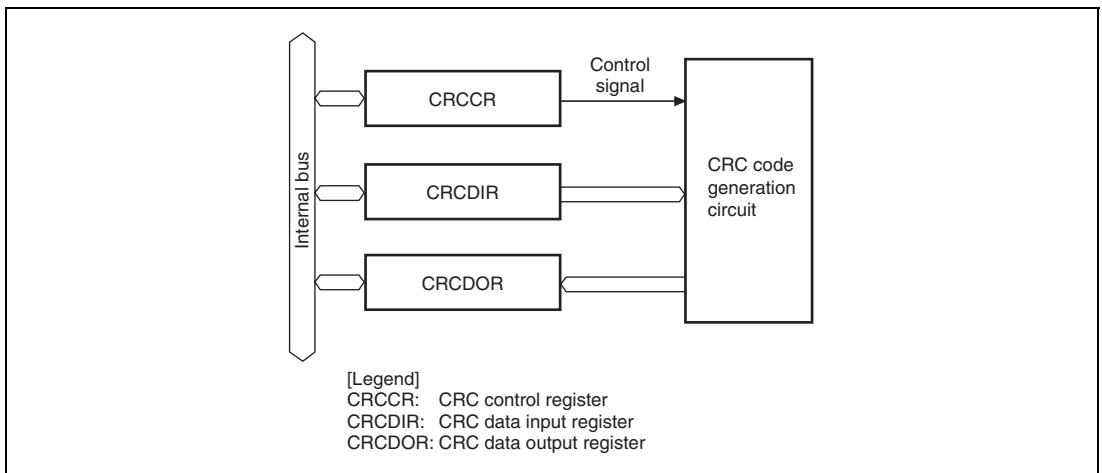 Control
signal
CRCCR
CRC code
generation
circuit
Internal bus
CRCDIR
CRCDOR
[Legend]
CRCCR: CRC control register
CRCDIR: CRC data input register
CRCDOR: CRC data output register